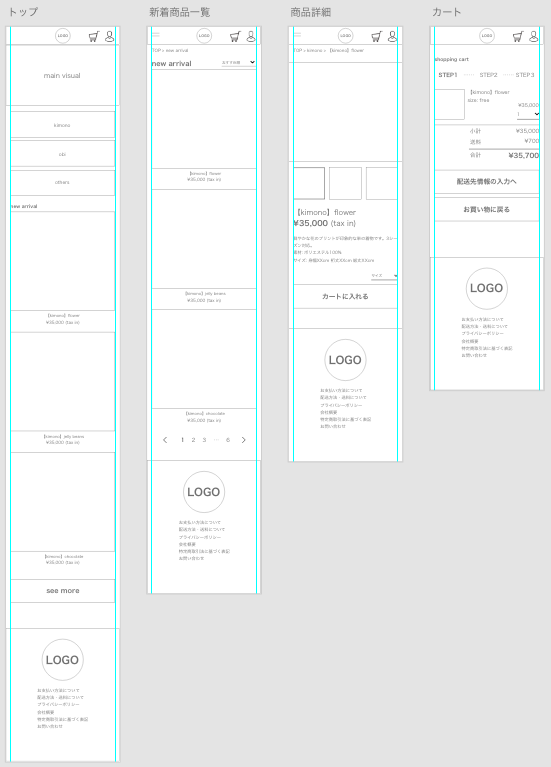 トップ
LOGO
main visual
kimono
obi
others
new arrival
【kimono】flower
¥35,000 (tax in)
【kimono】jelly beans
¥35,000 (tax in)
【kimono】chocolate
¥35,000 (tax in)
see more
LOGO
お支払い方法について
配送方法・送料について
プライバシーポリシー
会社概要
特定商取引法に基づく表記
お問い合わせ
新着商品一覧
LOGO
TOP > new arrival
new arrival
おすすめ順
【kimono】flower
¥35,000 (tax in)
【kimono】jelly beans
¥35,000 (tax in)
【kimono】chocolate
¥35,000 (tax in)
1 2 3 … 6
LOGO
お支払い方法について
配送方法・送料について
プライバシーポリシー
会社概要
特定商取引法に基づく表記
お問い合わせ
商品詳細
LOGO
TOP > kimono > 【kimono】flower
【kimono】flower
¥35,000 (tax in)
素材: ポリエステル100%
サイズ
カートに入れる
LOGO
お支払い方法について
配送方法・送料について
プライバシーポリシー
会社概要
特定商取引法に基づく表記
お問い合わせ
カート
LOGO
shopping cart
STEP1 STEP2 STEP3
【kimono】flower
size: free
¥35,000
1
小計 ¥35,000
送料 ¥700
合計 ¥35,700
配送先情報の入力へ
お買い物に戻る
LOGO
お支払い方法について
配送方法・送料について
プライバシーポリシー
会社概要
特定商取引法に基づく表記
お問い合わせ